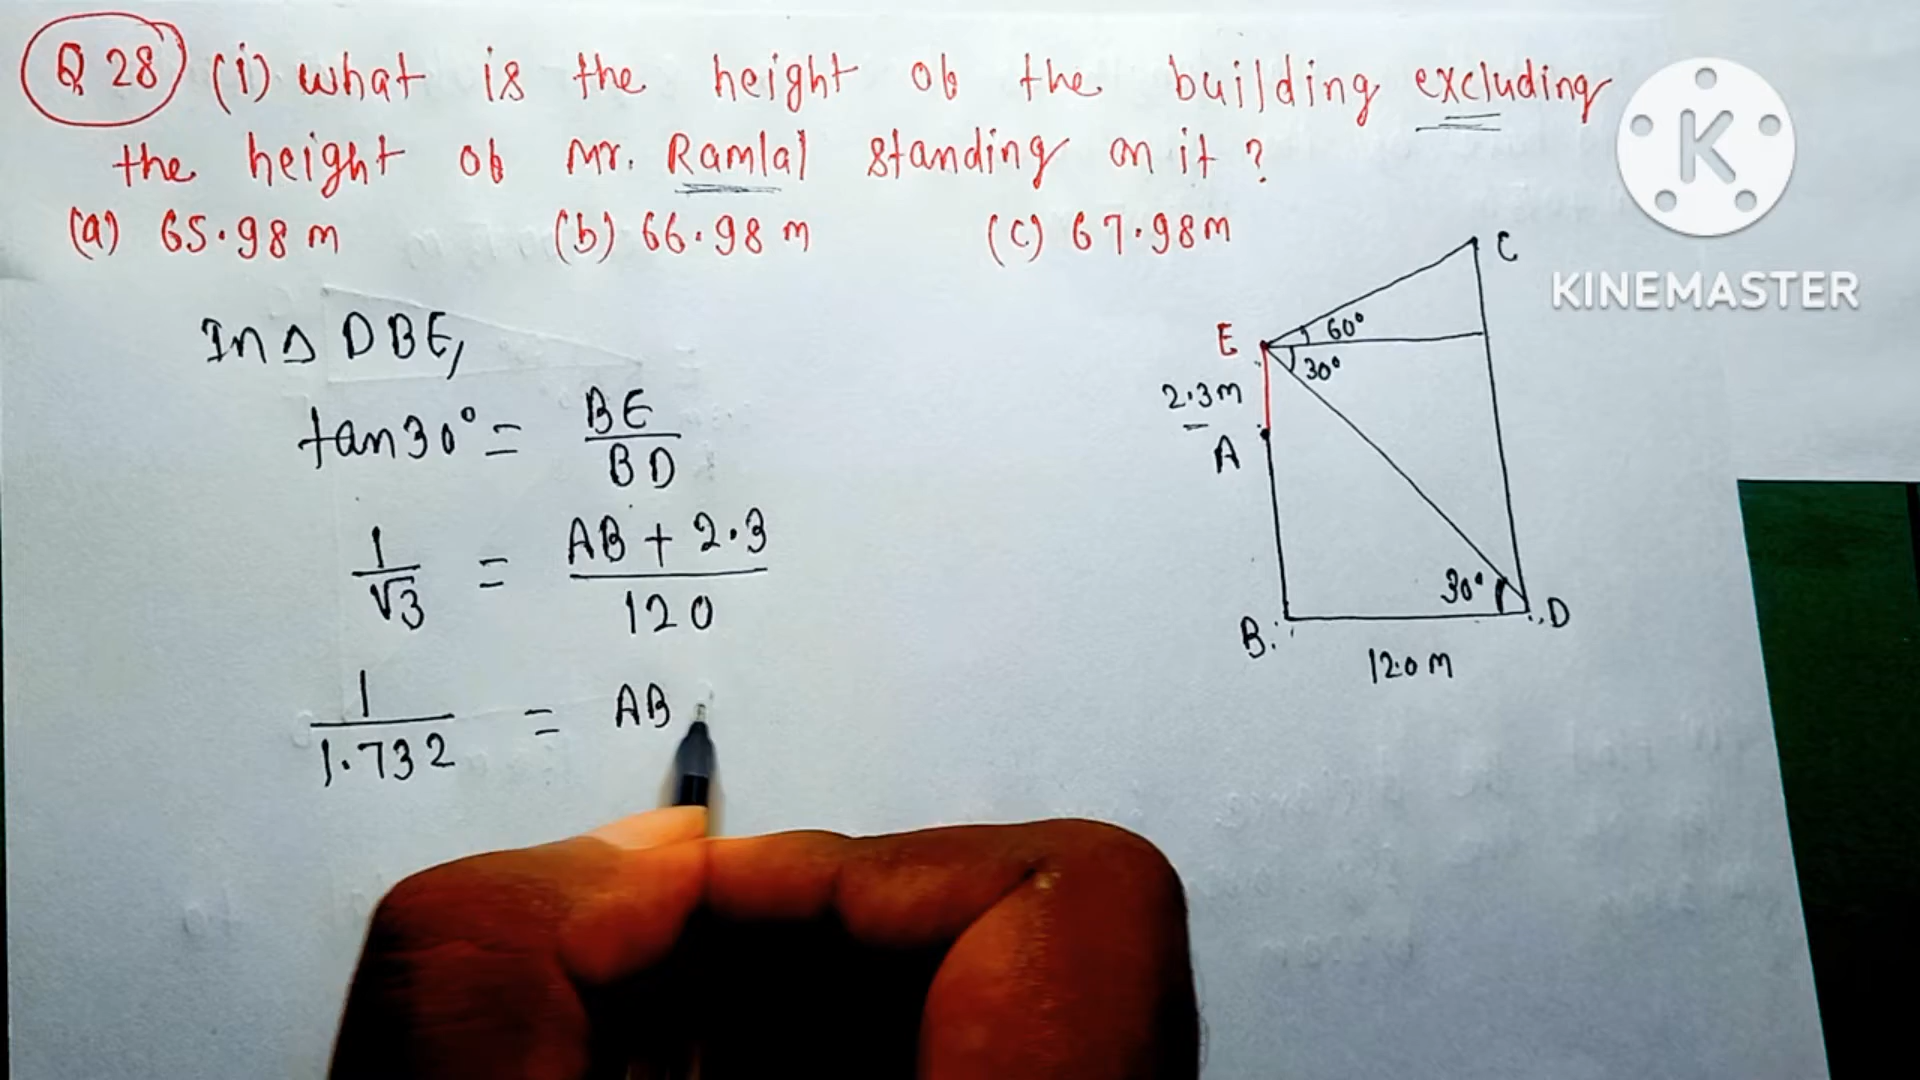 Q 28 (i) what is the height of the building excluding
the height of Mr. Ramlal standing on it ?
(a) 65.98 m (b) 66.98 m (c) 67.98 m
K
KINEMASTER
In Δ DBE,
tan30° = BE/BD
1/√3 = AB + 2.3/120
1/1.732 = AB
C
E
60°
30°
2.3m
A
30°
B
D
120 m